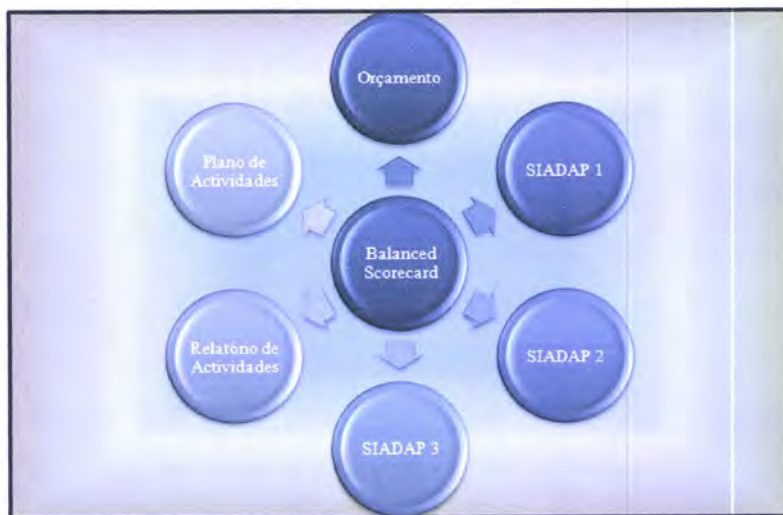 Orçamento
Plano de
Actividades
SIADAP 1
Balanced
Scorecard
Relatório de
Actividades
SIADAP 2
SIADAP 3